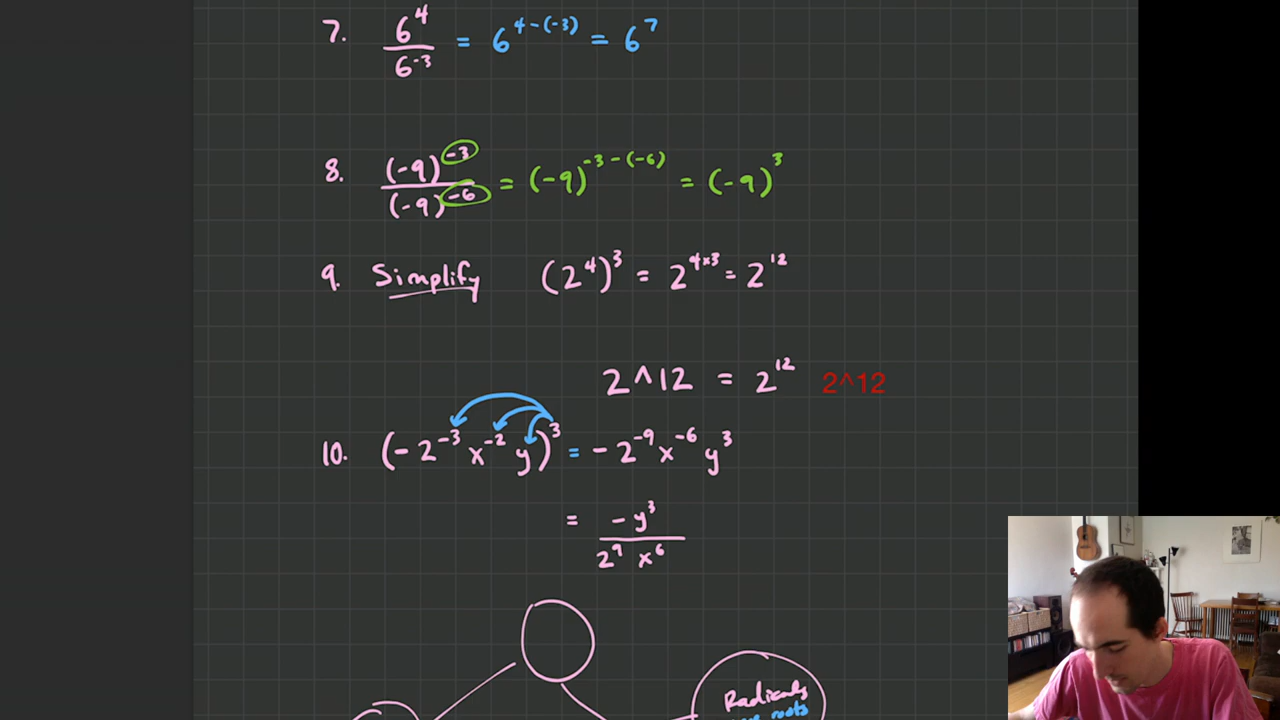 7. 6^4 / 6^-3 = 6^4-(-3) = 6^7
8. (-9)^-3 / (-9)^-6 = (-9)^-3-(-6) = (-9)^3
9. Simplify (2^4)^3 = 2^4×3 = 2^12
2^12 = 2¹² 2^12
10. (-2^-3 x^-2 y)^3 = -2^-9 x^-6 y^3
= -y^3 / 2^9 x^6
Radicals
roots